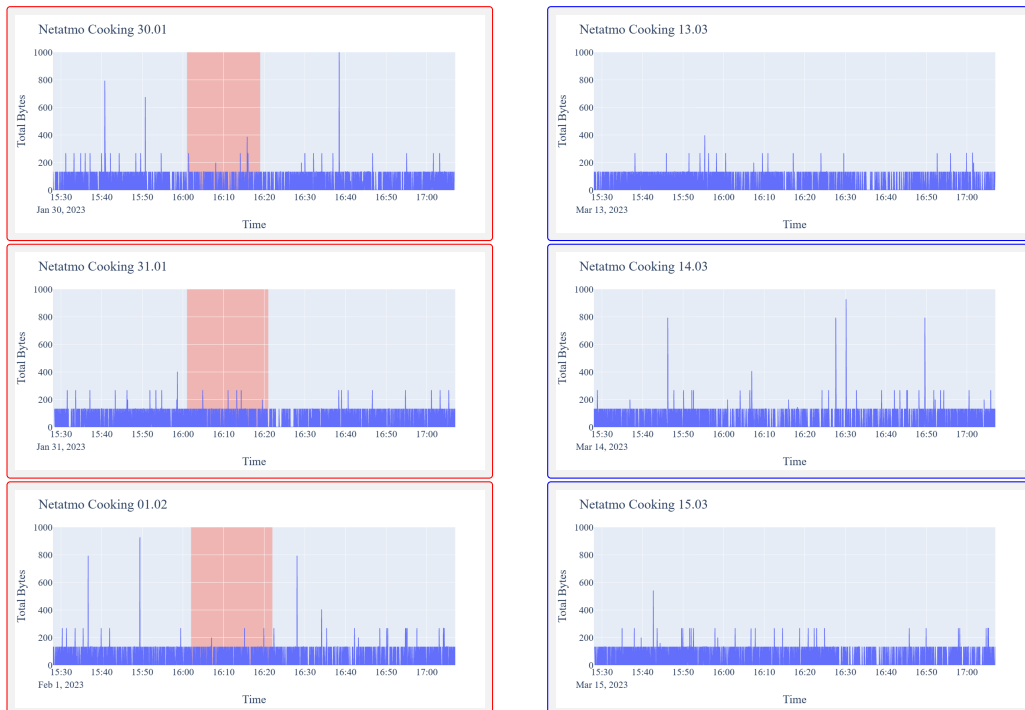 Netatmo Cooking 30.01
1000
800
600
400
200
0
Total Bytes
15:30 15:40 15:50 16:00 16:10 16:20 16:30 16:40 16:50 17:00
Jan 30, 2023
Time
Netatmo Cooking 13.03
1000
800
600
400
200
0
Total Bytes
15:30 15:40 15:50 16:00 16:10 16:20 16:30 16:40 16:50 17:00
Mar 13, 2023
Time
Netatmo Cooking 31.01
1000
800
600
400
200
0
Total Bytes
15:30 15:40 15:50 16:00 16:10 16:20 16:30 16:40 16:50 17:00
Jan 31, 2023
Time
Netatmo Cooking 14.03
1000
800
600
400
200
0
Total Bytes
15:30 15:40 15:50 16:00 16:10 16:20 16:30 16:40 16:50 17:00
Mar 14, 2023
Time
Netatmo Cooking 01.02
1000
800
600
400
200
0
Total Bytes
15:30 15:40 15:50 16:00 16:10 16:20 16:30 16:40 16:50 17:00
Feb 1, 2023
Time
Netatmo Cooking 15.03
1000
800
600
400
200
0
Total Bytes
15:30 15:40 15:50 16:00 16:10 16:20 16:30 16:40 16:50 17:00
Mar 15, 2023
Time